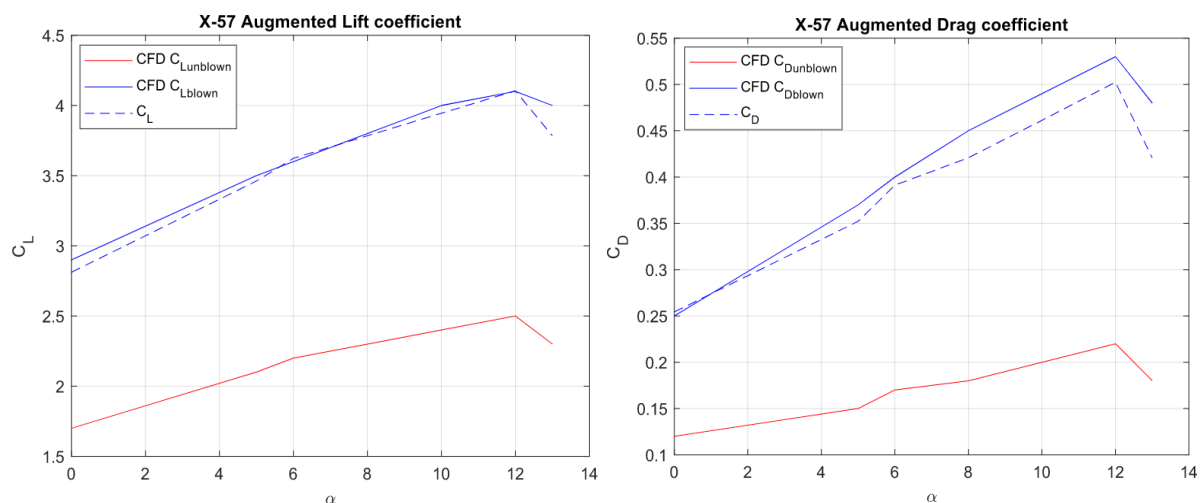 X-57 Augmented Lift coefficient
4.5
4
3.5
3
2.5
2
1.5
C_L
CFD C_Lunblown
CFD C_Lblown
C_L
0 2 4 6 8 10 12 14
α
X-57 Augmented Drag coefficient
0.55
0.5
0.45
0.4
0.35
0.3
0.25
0.2
0.15
0.1
C_D
CFD C_Dunblown
CFD C_Dblown
C_D
0 2 4 6 8 10 12 14
α